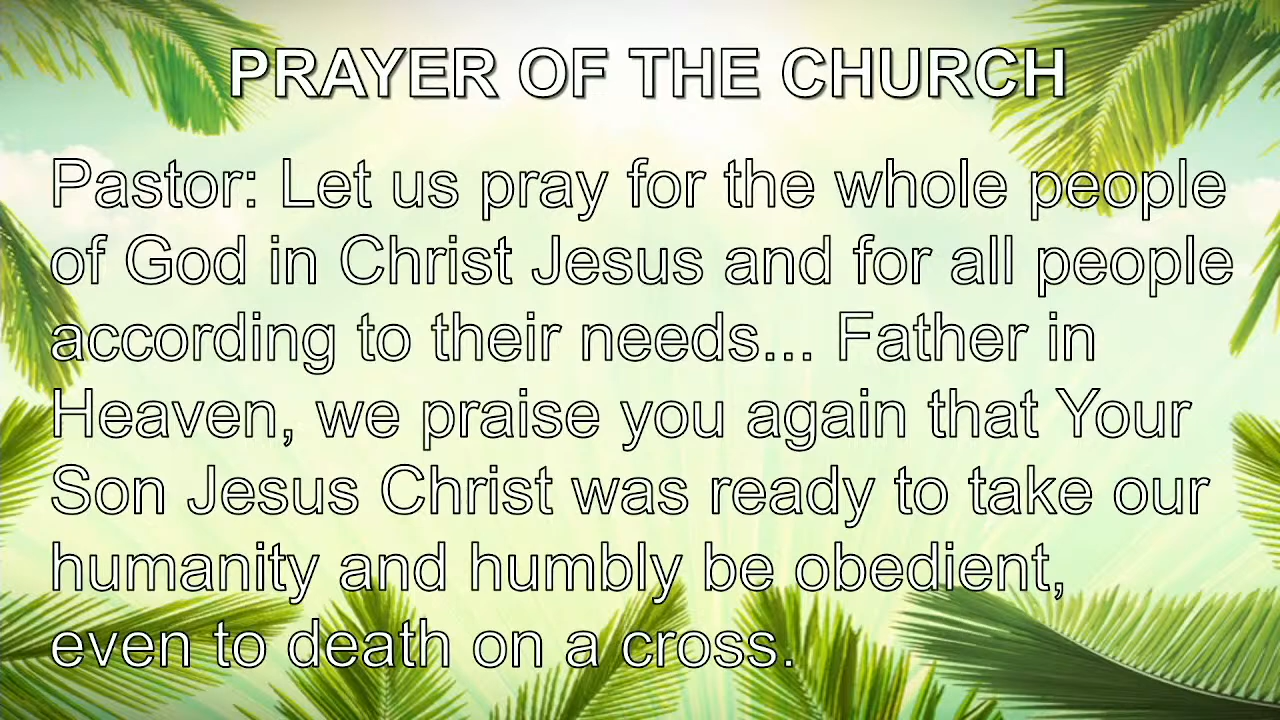 PRAYER OF THE CHURCH
Pastor: Let us pray for the whole people
of God in Christ Jesus and for all people
according to their needs... Father in
Heaven, we praise you again that Your
Son Jesus Christ was ready to take our
humanity and humbly be obedient,
even to death on a cross.